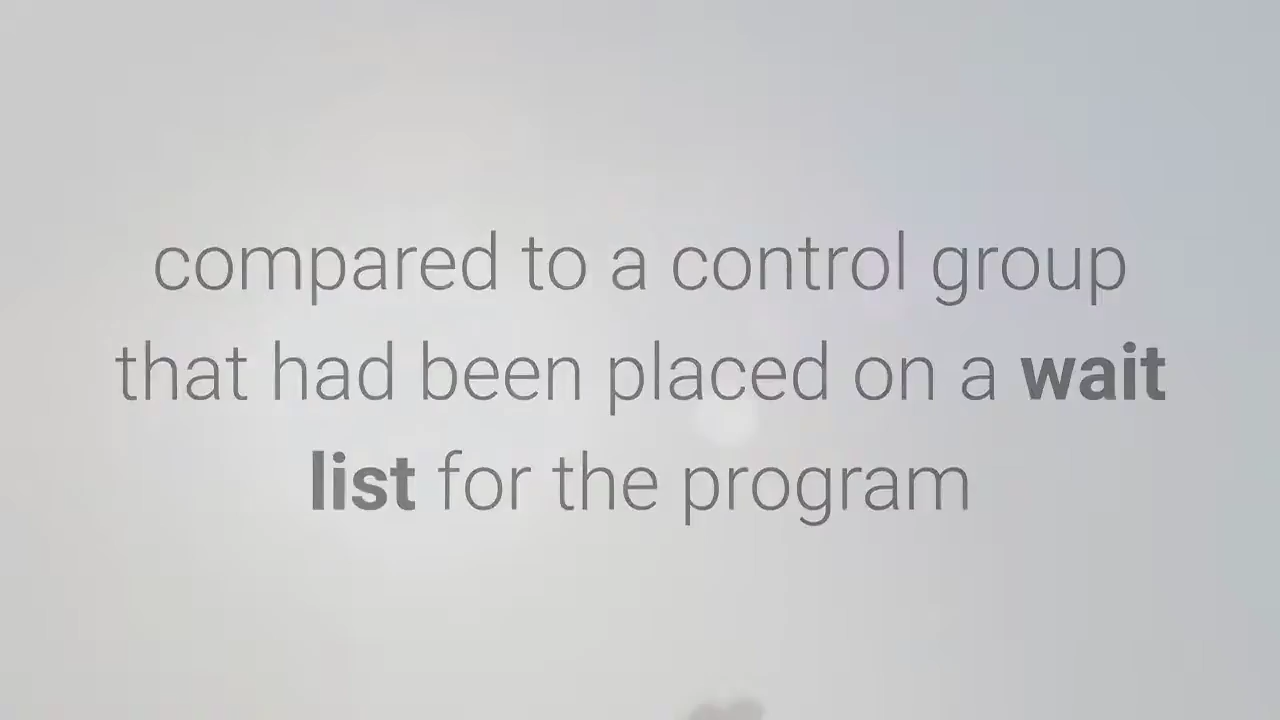 compared to a control group
that had been placed on a wait
list for the program